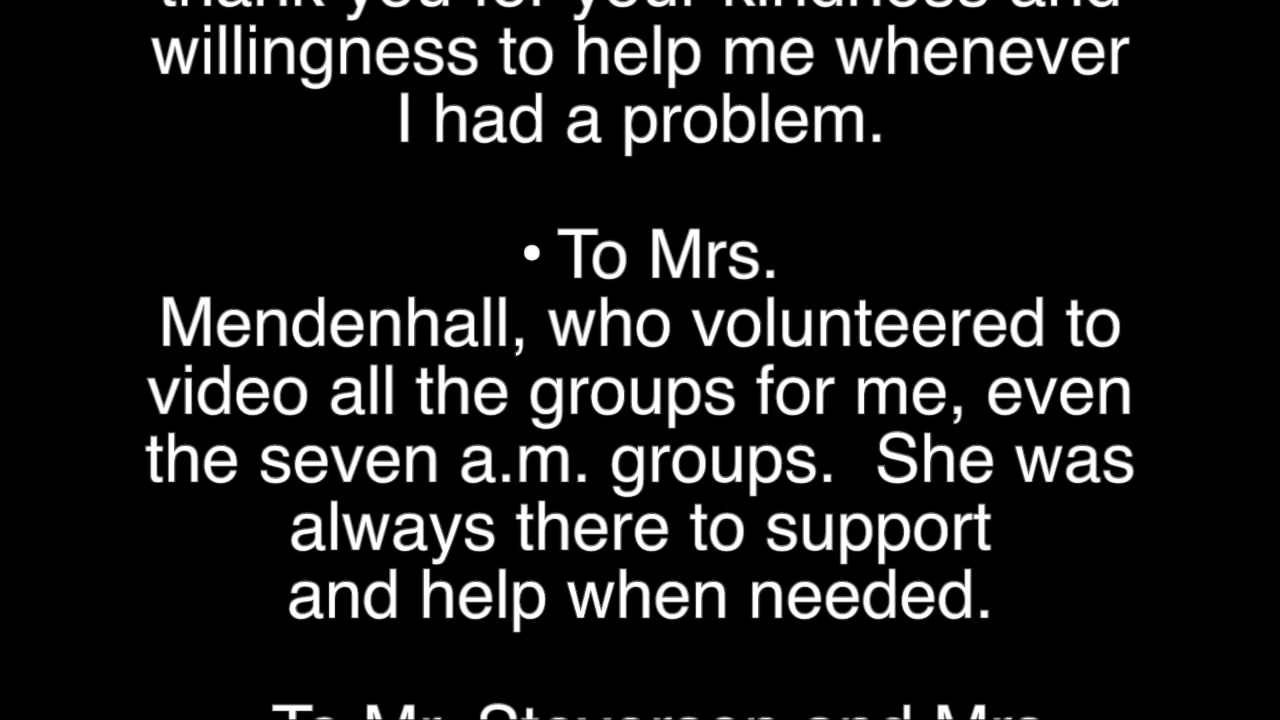 thank you for your kindness and
willingness to help me whenever
I had a problem.
• To Mrs.
Mendenhall, who volunteered to
video all the groups for me, even
the seven a.m. groups.  She was
always there to support
and help when needed.
To Mr. Steverson and Mrs.